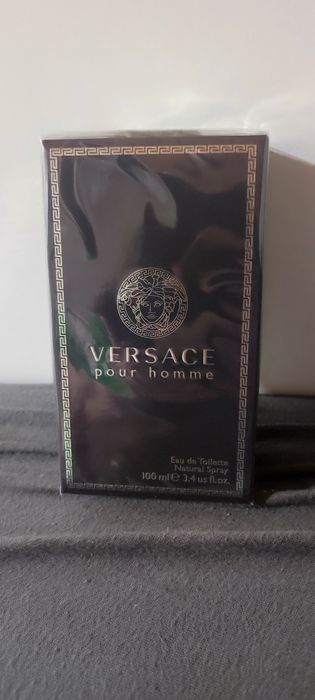 VERSACE
pour homme
Eau de Toilette
Natural Spray
100 ml ℮ 3.4 us fl.oz.